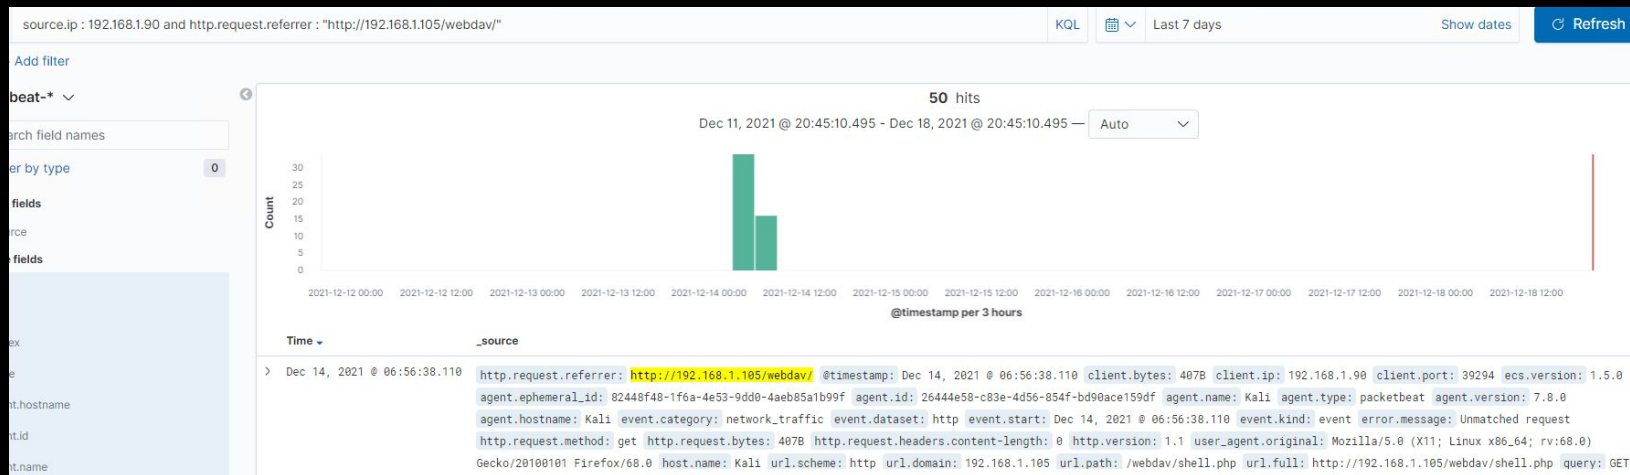 source.ip : 192.168.1.90 and http.request.referrer : "http://192.168.1.105/webdav/" KQL Last 7 days Show dates Refresh
Add filter
beat-*
50 hits
arch field names
Dec 11, 2021 @ 20:45:10.495 - Dec 18, 2021 @ 20:45:10.495 — Auto
er by type 0
fields
rce
fields
ex
e
nt.hostname
nt.id
nt.name
Count
30
25
20
15
10
5
0
2021-12-12 00:00 2021-12-12 12:00 2021-12-13 00:00 2021-12-13 12:00 2021-12-14 00:00 2021-12-14 12:00 2021-12-15 00:00 2021-12-15 12:00 2021-12-16 00:00 2021-12-16 12:00 2021-12-17 00:00 2021-12-17 12:00 2021-12-18 00:00 2021-12-18 12:00
@timestamp per 3 hours
Time _source
Dec 14, 2021 @ 06:56:38.110 http.request.referrer: http://192.168.1.105/webdav/ @timestamp: Dec 14, 2021 @ 06:56:38.110 client.bytes: 407B client.ip: 192.168.1.90 client.port: 39294 ecs.version: 1.5.0
agent.ephemeral_id: 82448f48-1f6a-4e53-9dd0-4aeb85a1b99f agent.id: 26444e58-c83e-4d56-854f-bd90ace159df agent.name: Kali agent.type: packetbeat agent.version: 7.8.0
agent.hostname: Kali event.category: network_traffic event.dataset: http event.start: Dec 14, 2021 @ 06:56:38.110 event.kind: event error.message: Unmatched request
http.request.method: get http.request.bytes: 407B http.request.headers.content-length: 0 http.version: 1.1 user_agent.original: Mozilla/5.0 (X11; Linux x86_64; rv:68.0)
Gecko/20100101 Firefox/68.0 host.name: Kali url.scheme: http url.domain: 192.168.1.105 url.path: /webdav/shell.php url.full: http://192.168.1.105/webdav/shell.php query: GET